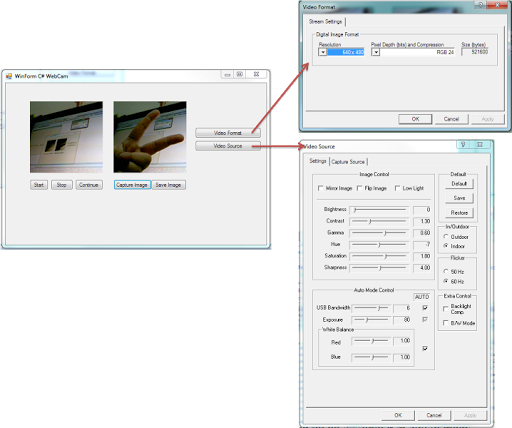 Video Format
Stream Settings
Digital Image Format
Resolution
Pixel Depth (bits) and Compression
Size (bytes)
640 x 480
RGB 24
921600
OK
Cancel
Apply
WinForm C# WebCam
Video Format
Video Source
Start
Stop
Continue
Capture Image
Save Image
Video Source
Settings
Capture Source
Image Control
Mirror Image
Flip Image
Low Light
Brightness
0
Contrast
1.30
Gamma
0.60
Hue
-7
Saturation
1.80
Sharpness
4.00
Auto Mode Control
AUTO
USB Bandwidth
6
Exposure
80
White Balance
Red
1.00
Blue
1.00
Default
Default
Save
Restore
In/Outdoor
Outdoor
Indoor
Flicker
50 Hz
60 Hz
Extra Control
Backlight
Comp
B/W Mode
OK
Cancel
Apply